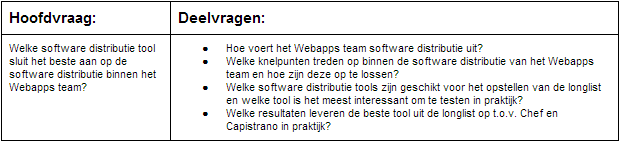 Hoofdvraag:
Deelvragen:
Welke software distributie tool
sluit het beste aan op de
software distributie binnen het
Webapps team?
● Hoe voert het Webapps team software distributie uit?
● Welke knelpunten treden op binnen de software distributie van het Webapps
team en hoe zijn deze op te lossen?
● Welke software distributie tools zijn geschikt voor het opstellen van de longlist
en welke tool is het meest interessant om te testen in praktijk?
● Welke resultaten leveren de beste tool uit de longlist op t.o.v. Chef en
Capistrano in praktijk?